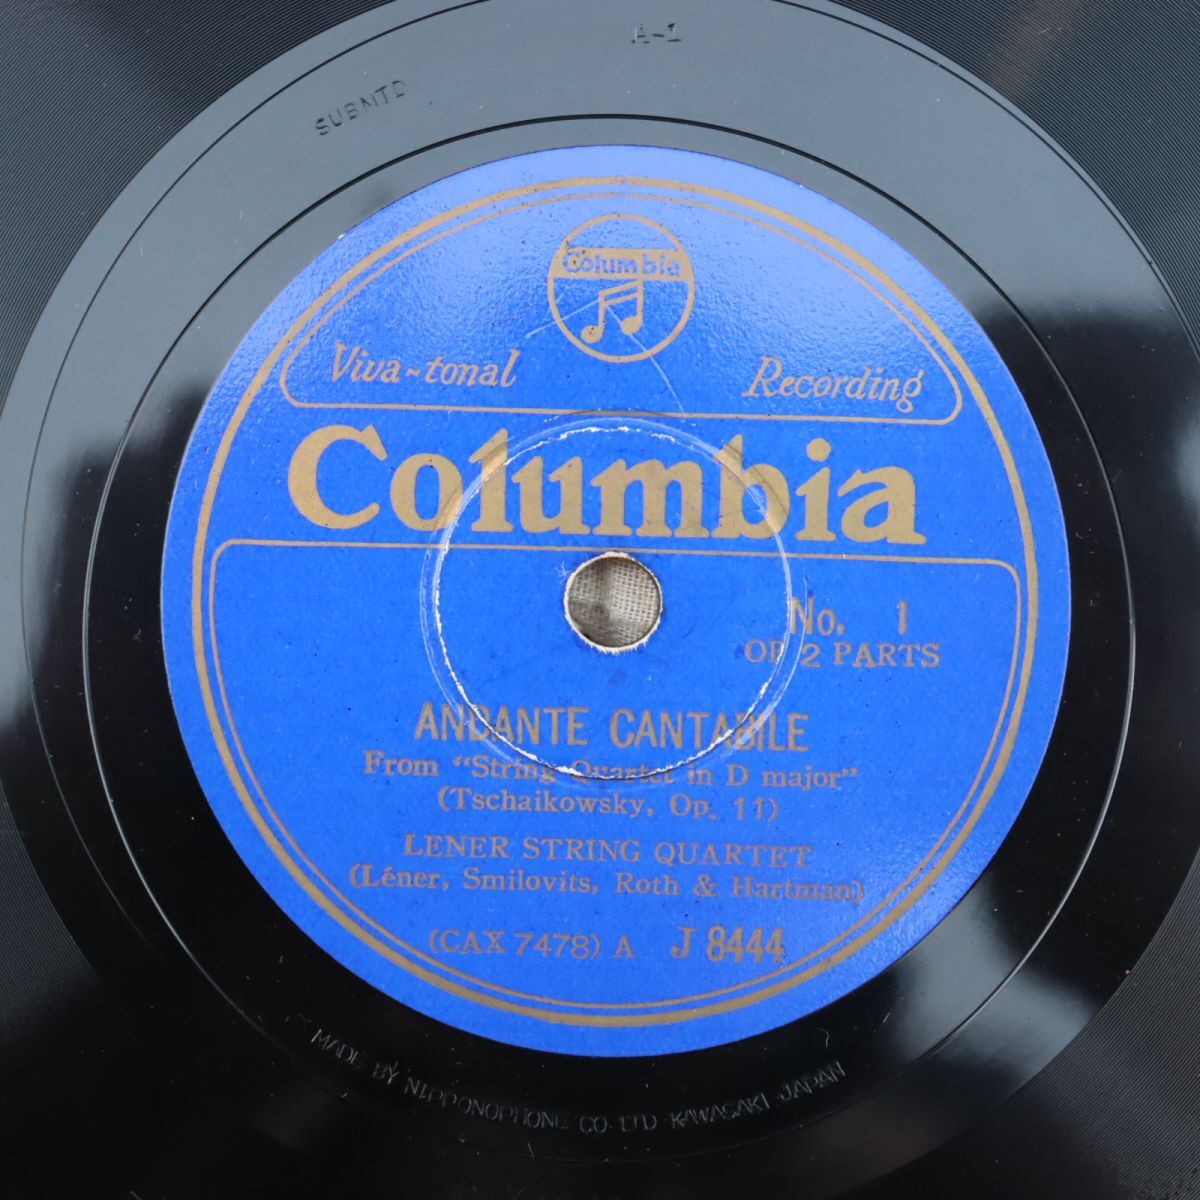 A-1
SUBMTD
Columbia
Viva-tonal Recording
Columbia
No. 1
OF 2 PARTS
ANDANTE CANTABILE
From "String Quartet in D major"
(Tschaikowsky, Op. 11)
LENER STRING QUARTET
(Léner, Smilovits, Roth & Hartman)
(CAX 7478) A J 8444
MADE BY NIPPONOPHONE CO. LTD. KAWASAKI JAPAN